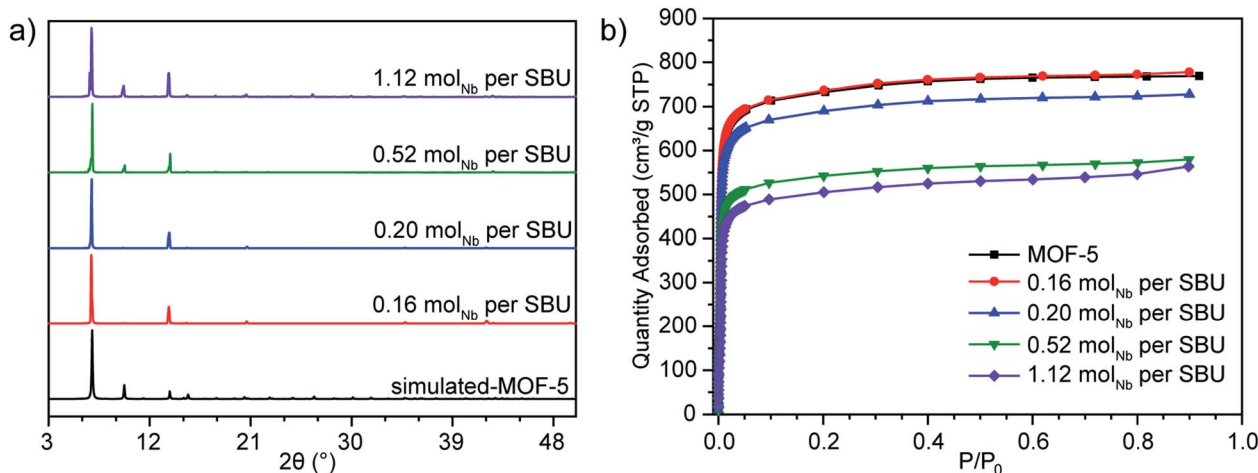 a)
1.12 mol_Nb per SBU
0.52 mol_Nb per SBU
0.20 mol_Nb per SBU
0.16 mol_Nb per SBU
simulated-MOF-5
3 12 21 30 39 48
2θ (°)
b)
Quantity Adsorbed (cm³/g STP)
900
800
700
600
500
400
300
200
100
0
MOF-5
0.16 mol_Nb per SBU
0.20 mol_Nb per SBU
0.52 mol_Nb per SBU
1.12 mol_Nb per SBU
0.0 0.2 0.4 0.6 0.8 1.0
P/P₀